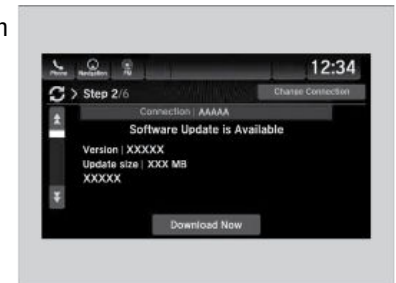 n
Phone Navigation FM 12:34
> Step 2/6 Change Connection
Connection | AAAAA
Software Update is Available
Version | XXXXX
Update size | XXX MB
XXXXX
Download Now